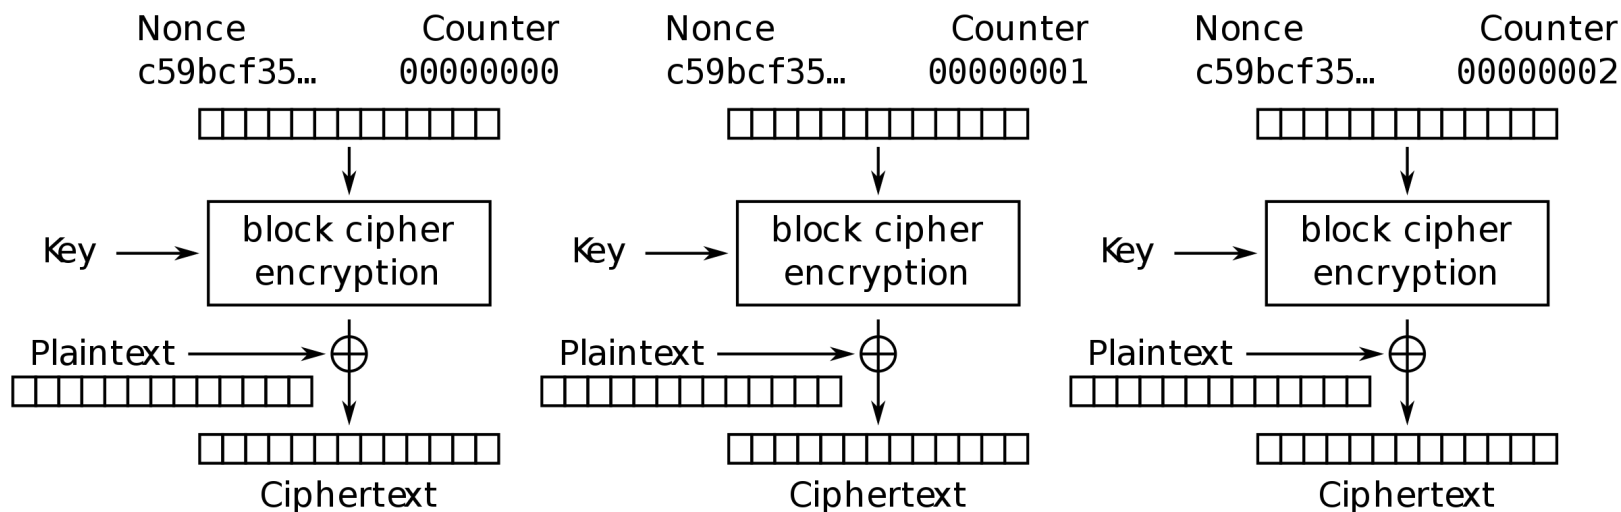 Nonce Counter Nonce Counter Nonce Counter
c59bcf35… 00000000 c59bcf35… 00000001 c59bcf35… 00000002
block cipher block cipher block cipher
Key Key Key
encryption encryption encryption
Plaintext Plaintext Plaintext
Ciphertext Ciphertext Ciphertext